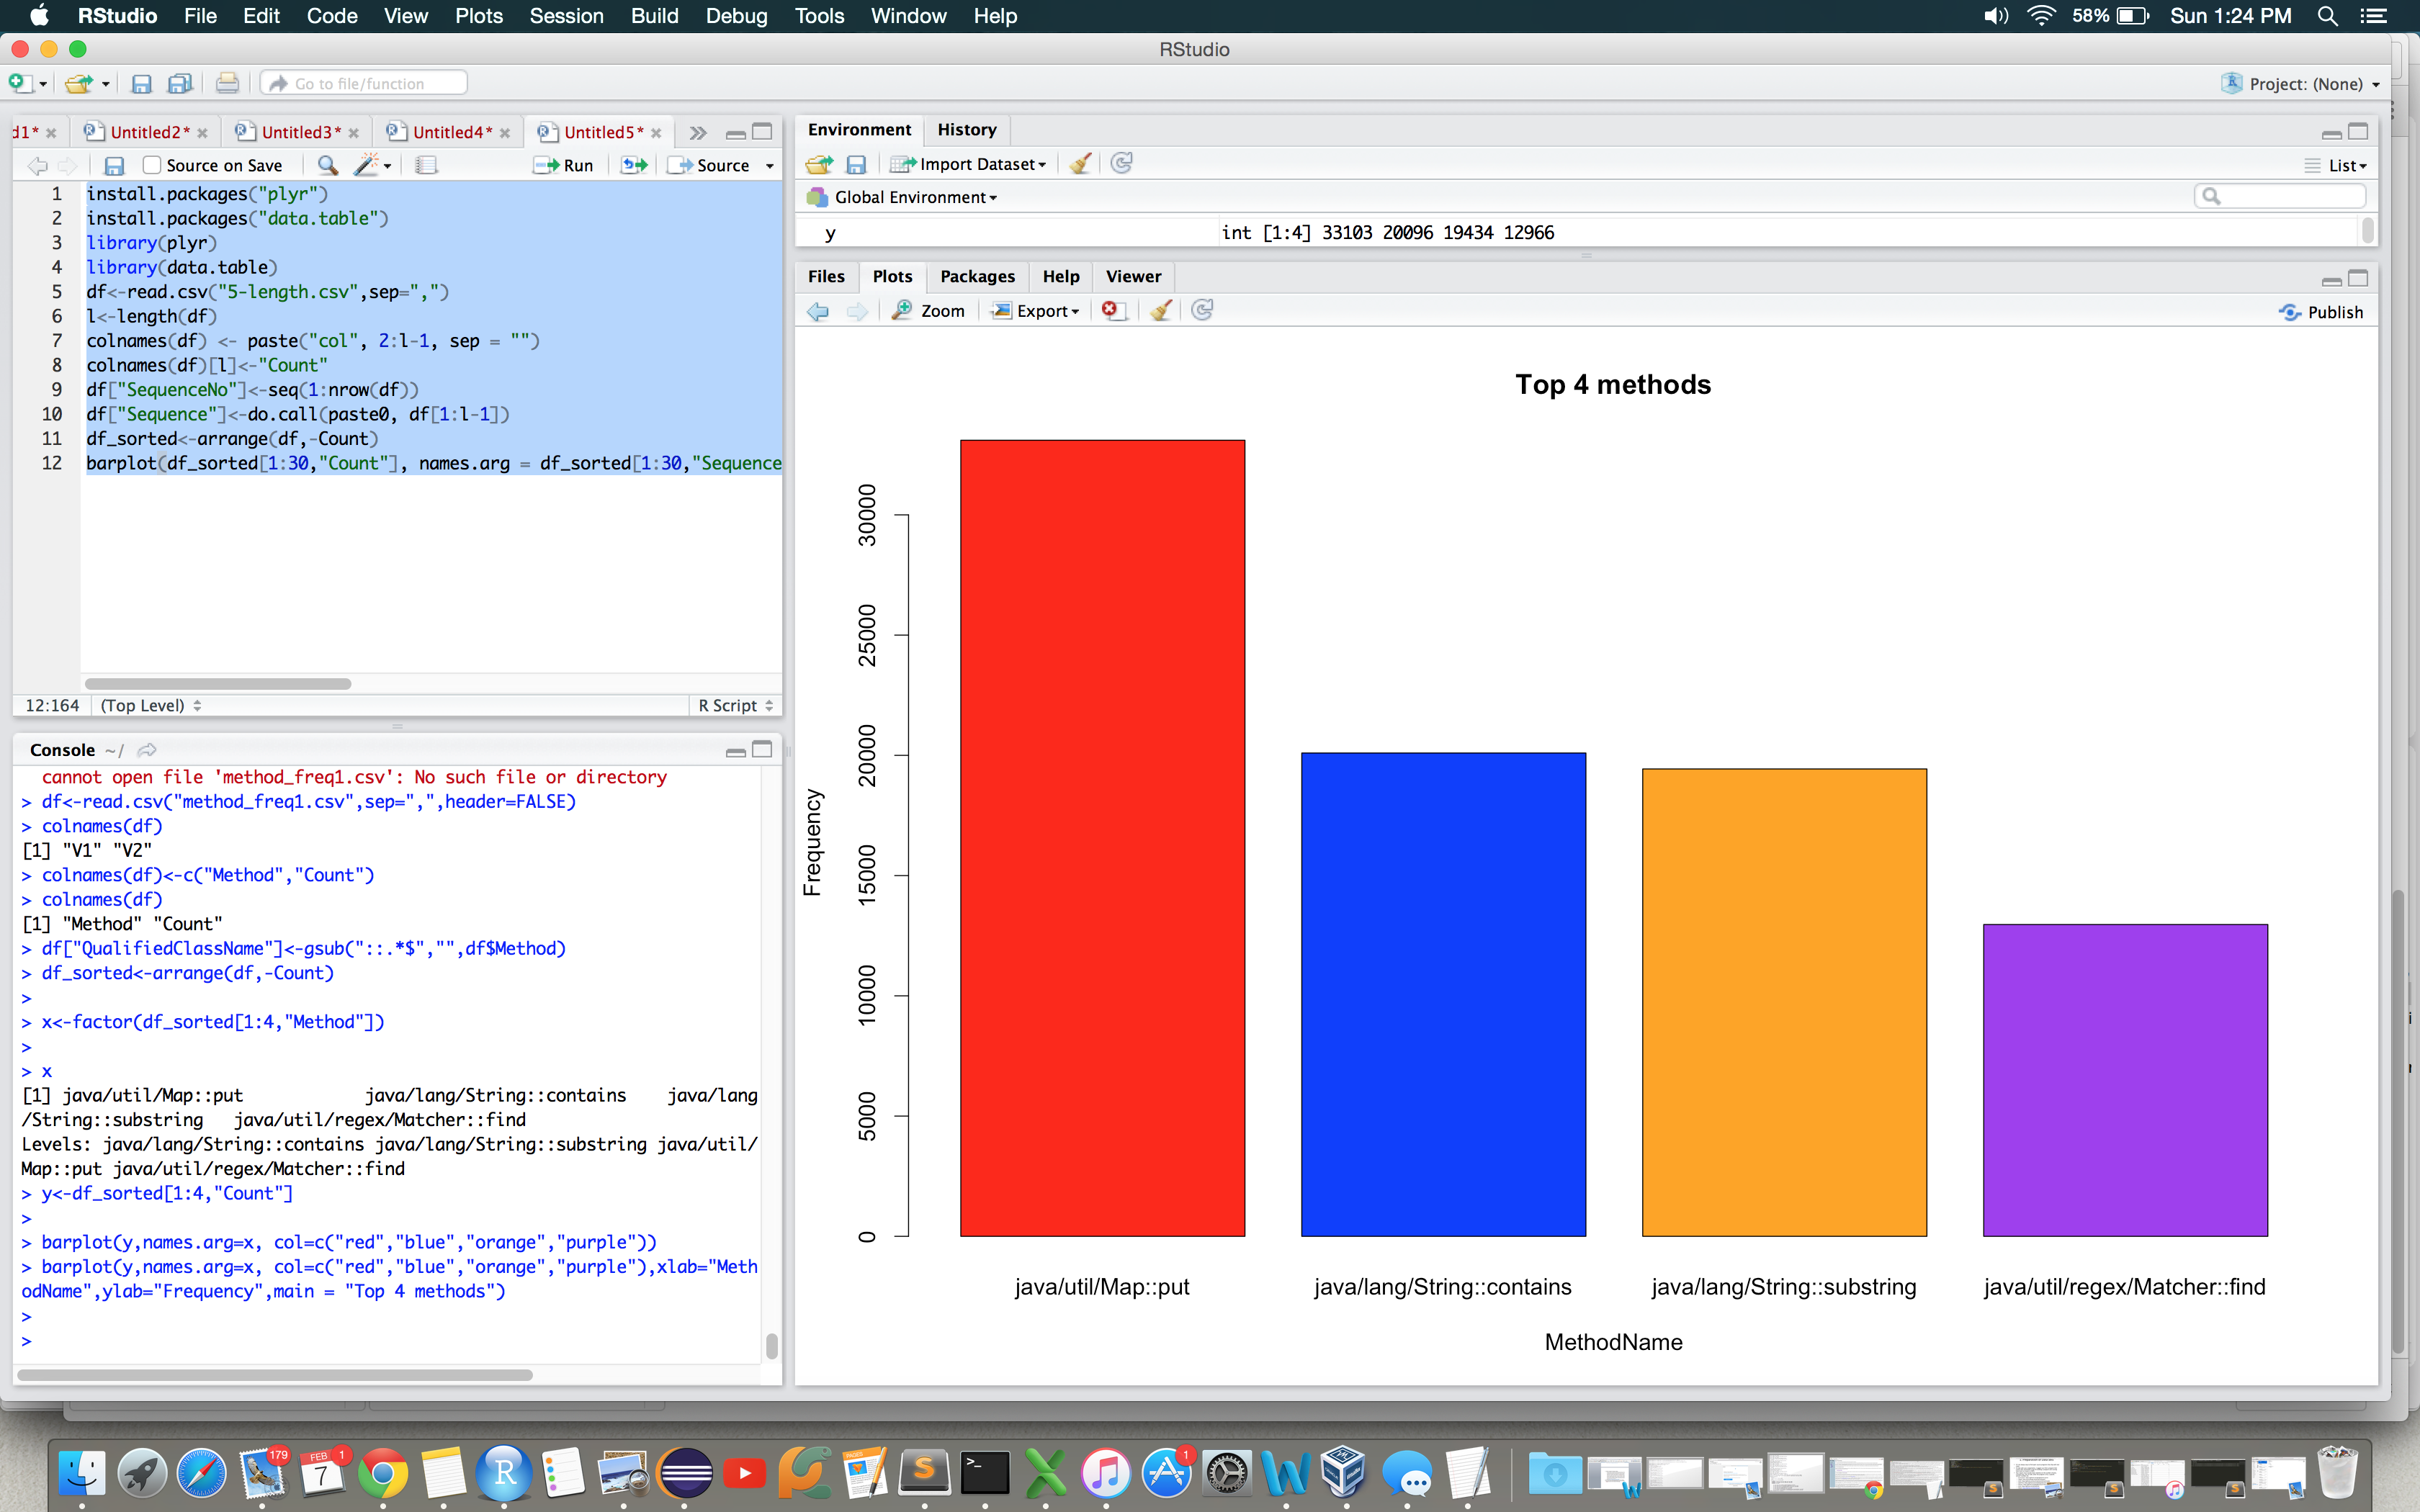 RStudio File Edit Code View Plots Session Build Debug Tools Window Help 58% Sun 1:24 PM
RStudio
Go to file/function Project: (None)
d1* Untitled2* Untitled3* Untitled4* Untitled5*
Source on Save Run Source
1 install.packages("plyr")
2 install.packages("data.table")
3 library(plyr)
4 library(data.table)
5 df<-read.csv("5-length.csv",sep=",")
6 l<-length(df)
7 colnames(df) <- paste("col", 2:l-1, sep = "")
8 colnames(df)[l]<-"Count"
9 df["SequenceNo"]<-seq(1:nrow(df))
10 df["Sequence"]<-do.call(paste0, df[1:l-1])
11 df_sorted<-arrange(df,-Count)
12 barplot(df_sorted[1:30,"Count"], names.arg = df_sorted[1:30,"Sequence
12:164 (Top Level) R Script
Console ~/
cannot open file 'method_freq1.csv': No such file or directory
> df<-read.csv("method_freq1.csv",sep=",",header=FALSE)
> colnames(df)
[1] "V1" "V2"
> colnames(df)<-c("Method","Count")
> colnames(df)
[1] "Method" "Count"
> df["QualifiedClassName"]<-gsub("::.*$","",df$Method)
> df_sorted<-arrange(df,-Count)
>
> x<-factor(df_sorted[1:4,"Method"])
>
> x
[1] java/util/Map::put java/lang/String::contains java/lang
/String::substring java/util/regex/Matcher::find
Levels: java/lang/String::contains java/lang/String::substring java/util/
Map::put java/util/regex/Matcher::find
> y<-df_sorted[1:4,"Count"]
>
> barplot(y,names.arg=x, col=c("red","blue","orange","purple"))
> barplot(y,names.arg=x, col=c("red","blue","orange","purple"),xlab="Meth
odName",ylab="Frequency",main = "Top 4 methods")
>
>
Environment History
Import Dataset List
Global Environment
y int [1:4] 33103 20096 19434 12966
Files Plots Packages Help Viewer
Zoom Export Publish
Top 4 methods
Frequency
30000
25000
20000
15000
10000
5000
0
java/util/Map::put java/lang/String::contains java/lang/String::substring java/util/regex/Matcher::find
MethodName
179 FEB 7 1 1